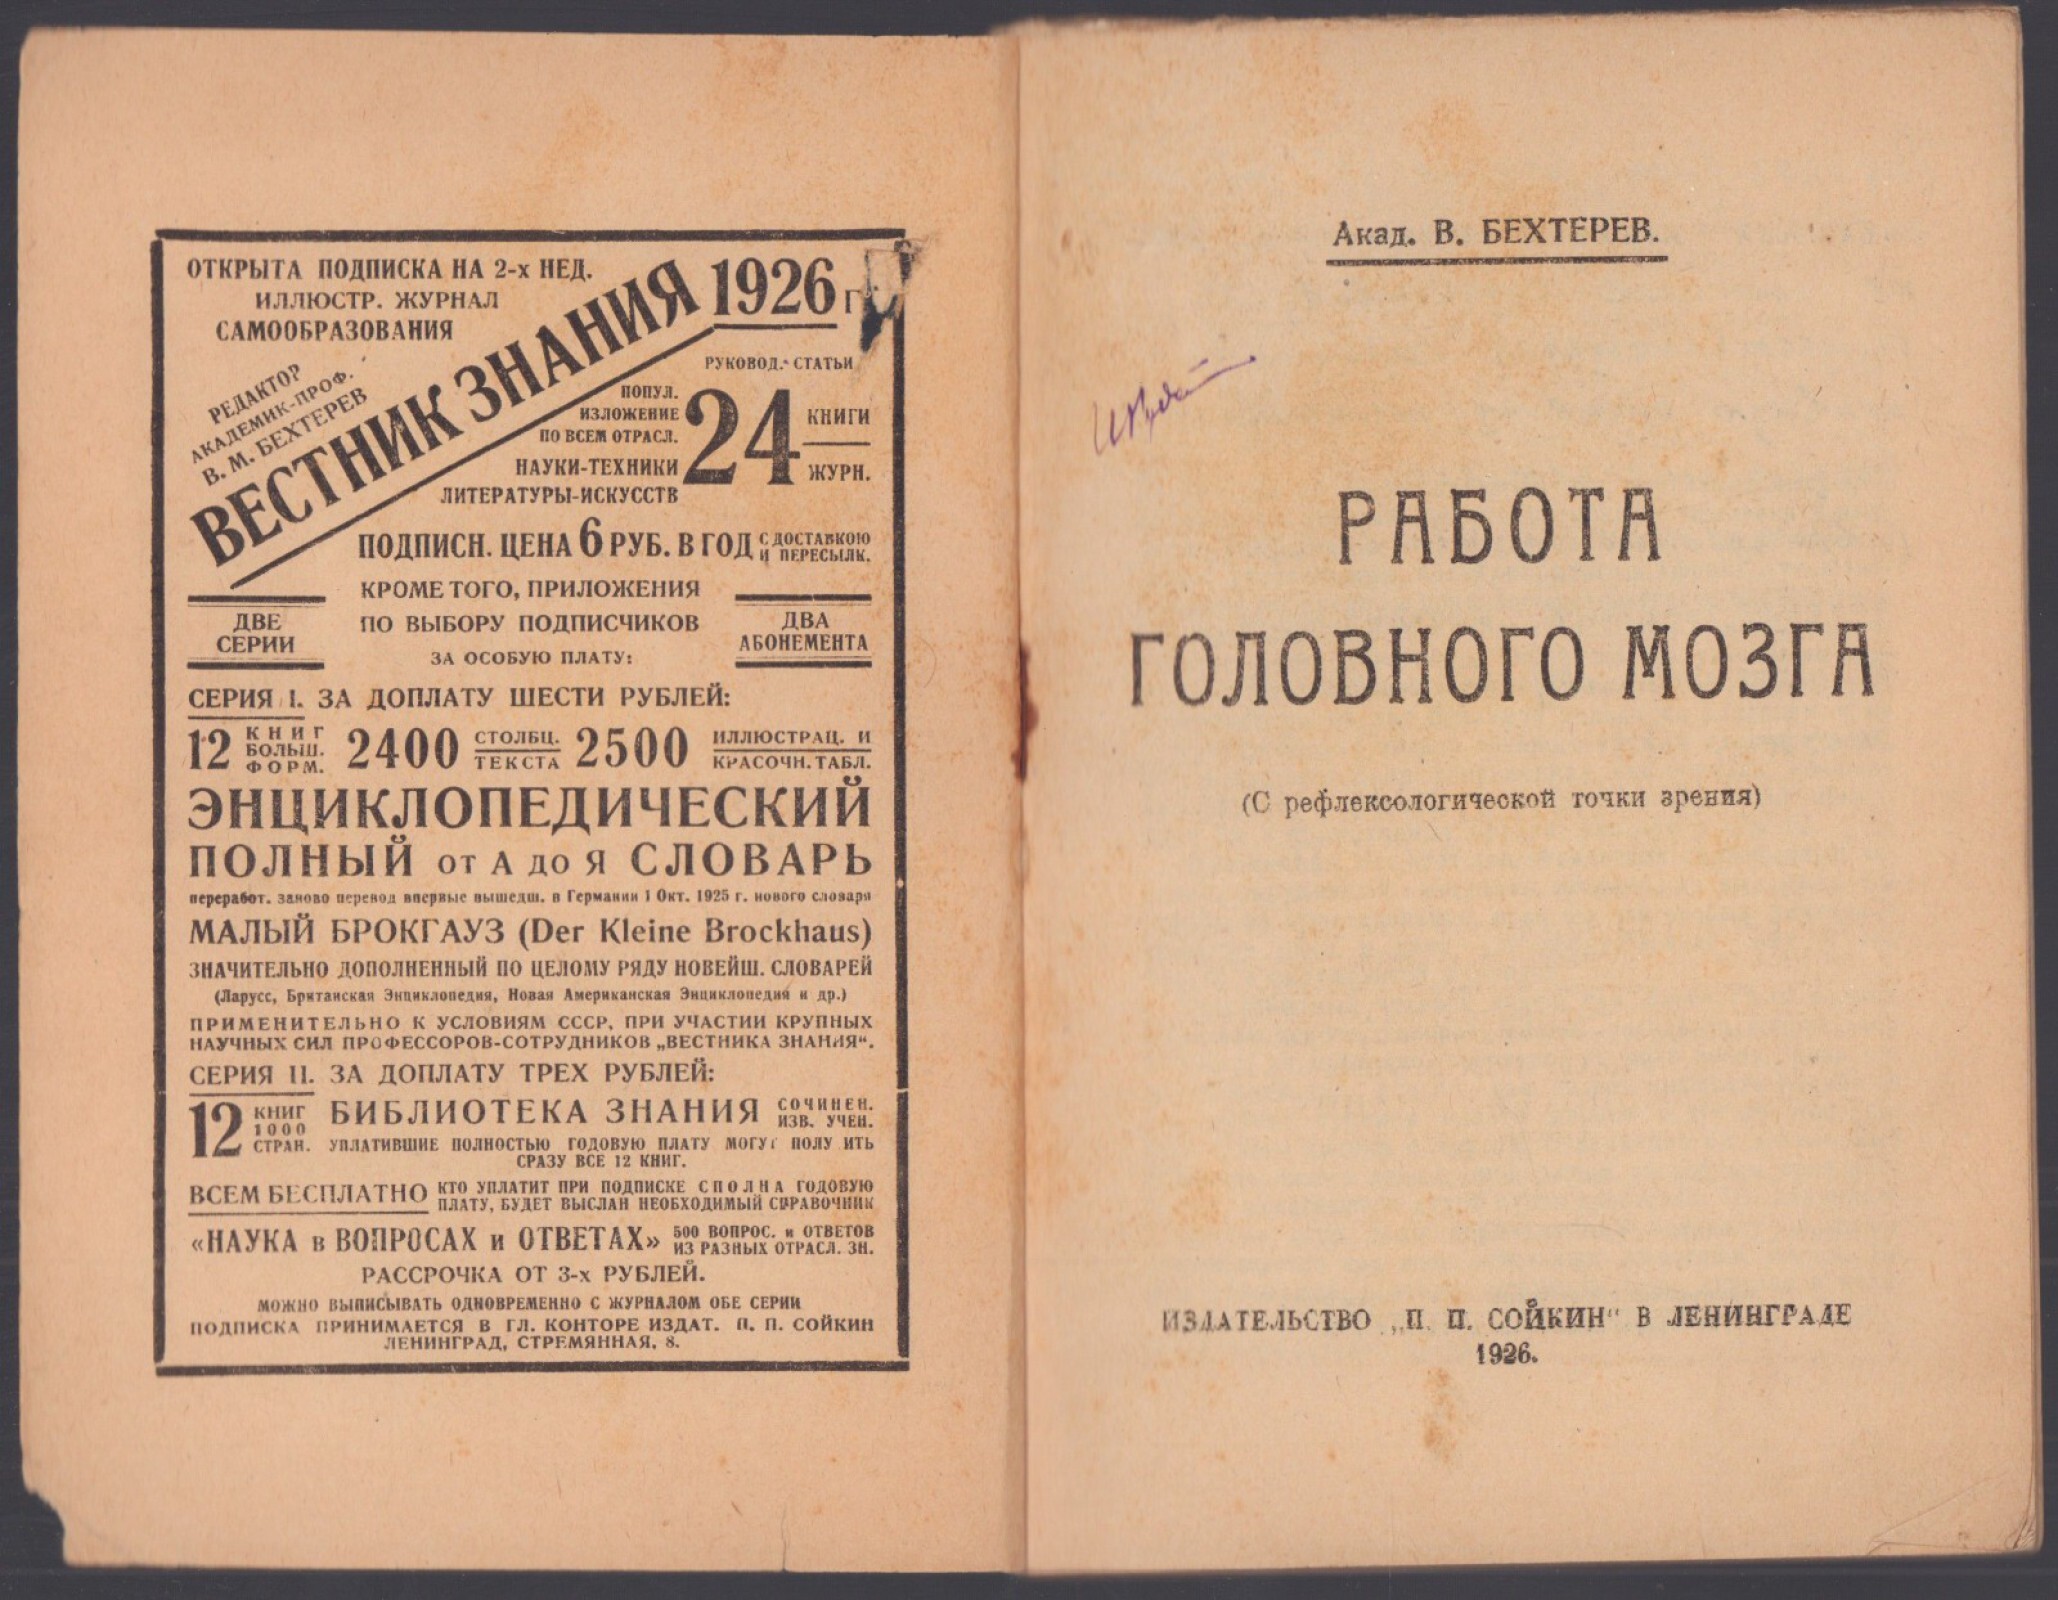 ОТКРЫТА ПОДПИСКА НА 2-х НЕД.
ИЛЛЮСТР. ЖУРНАЛ
САМООБРАЗОВАНИЯ
РЕДАКТОР
АКАДЕМИК-ПРОФ.
В. М. БЕХТЕРЕВ
ВЕСТНИК ЗНАНИЯ 1926 Г
РУКОВОД. СТАТЬИ
ПОПУЛ.
ИЗЛОЖЕНИЕ
ПО ВСЕМ ОТРАСЛ.
НАУКИ-ТЕХНИКИ
ЛИТЕРАТУРЫ-ИСКУССТВ
24 КНИГИ
ЖУРН.
ПОДПИСН. ЦЕНА 6 РУБ. В ГОД С ДОСТАВКОЮ
И ПЕРЕСЫЛК.
КРОМЕ ТОГО, ПРИЛОЖЕНИЯ
ПО ВЫБОРУ ПОДПИСЧИКОВ
ЗА ОСОБУЮ ПЛАТУ:
ДВЕ
СЕРИИ
ДВА
АБОНЕМЕНТА
СЕРИЯ I. ЗА ДОПЛАТУ ШЕСТИ РУБЛЕЙ:
12 КНИГ
БОЛЬШ.
ФОРМ.
2400 СТОЛБЦ.
ТЕКСТА
2500 ИЛЛЮСТРАЦ. И
КРАСОЧН. ТАБЛ.
ЭНЦИКЛОПЕДИЧЕСКИЙ
ПОЛНЫЙ ОТ А ДО Я СЛОВАРЬ
переработ. заново перевод впервые вышедш. в Германии 1 Окт. 1925 г. нового словаря
МАЛЫЙ БРОКГАУЗ (Der Kleine Brockhaus)
ЗНАЧИТЕЛЬНО ДОПОЛНЕННЫЙ ПО ЦЕЛОМУ РЯДУ НОВЕЙШ. СЛОВАРЕЙ
(Ларусс, Британская Энциклопедия, Новая Американская Энциклопедия и др.)
ПРИМЕНИТЕЛЬНО К УСЛОВИЯМ СССР, ПРИ УЧАСТИИ КРУПНЫХ
НАУЧНЫХ СИЛ ПРОФЕССОРОВ-СОТРУДНИКОВ „ВЕСТНИКА ЗНАНИЯ“.
СЕРИЯ II. ЗА ДОПЛАТУ ТРЕХ РУБЛЕЙ:
12 КНИГ
1000
СТРАН.
БИБЛИОТЕКА ЗНАНИЯ СОЧИНЕН.
ИЗВ. УЧЕН.
УПЛАТИВШИЕ ПОЛНОСТЬЮ ГОДОВУЮ ПЛАТУ МОГУТ ПОЛУ ИТЬ
СРАЗУ ВСЕ 12 КНИГ.
ВСЕМ БЕСПЛАТНО КТО УПЛАТИТ ПРИ ПОДПИСКЕ СПОЛНА ГОДОВУЮ
ПЛАТУ, БУДЕТ ВЫСЛАН НЕОБХОДИМЫЙ СПРАВОЧНИК
«НАУКА в ВОПРОСАХ и ОТВЕТАХ» 500 ВОПРОС. и ОТВЕТОВ
ИЗ РАЗНЫХ ОТРАСЛ. ЗН.
РАССРОЧКА ОТ 3-х РУБЛЕЙ.
МОЖНО ВЫПИСЫВАТЬ ОДНОВРЕМЕННО С ЖУРНАЛОМ ОБЕ СЕРИИ
ПОДПИСКА ПРИНИМАЕТСЯ В ГЛ. КОНТОРЕ ИЗДАТ. П. П. СОЙКИН
ЛЕНИНГРАД, СТРЕМЯННАЯ, 8.
Акад. В. БЕХТЕРЕВ.
РАБОТА
ГОЛОВНОГО МОЗГА
(С рефлексологической точки зрения)
ИЗДАТЕЛЬСТВО „П. П. СОЙКИН“ В ЛЕНИНГРАДЕ
1926.